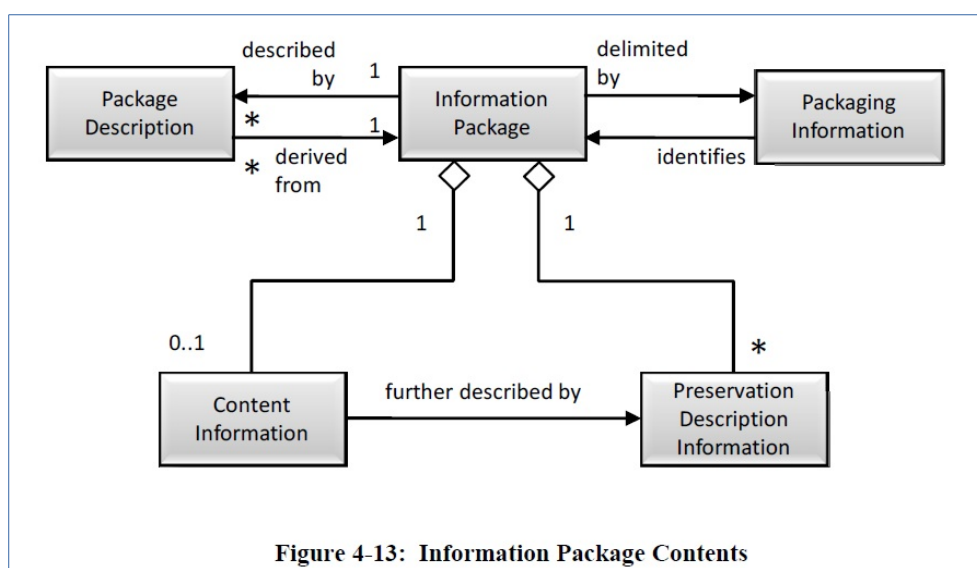 described
by
1
delimited
by
Package
Description
Information
Package
Packaging
Information
*
1
*
derived
from
identifies
1
1
0..1
*
Content
Information
further described by
Preservation
Description
Information
Figure 4-13: Information Package Contents